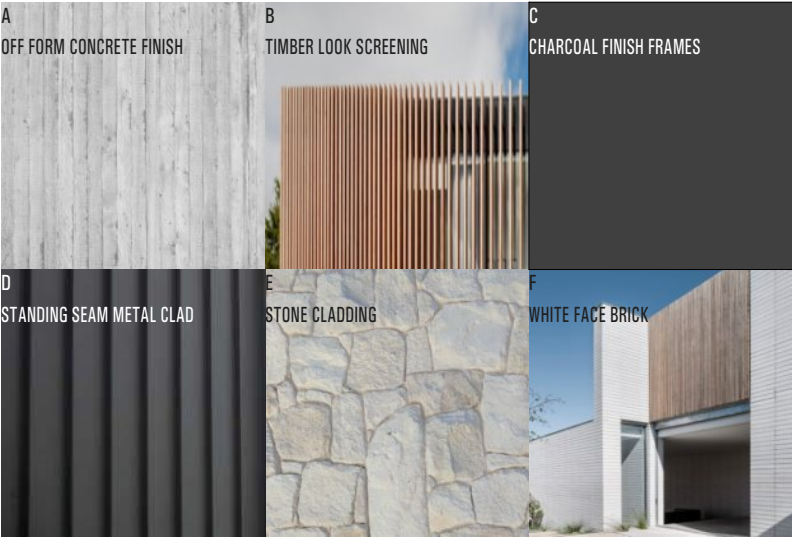 A
OFF FORM CONCRETE FINISH
B
TIMBER LOOK SCREENING
C
CHARCOAL FINISH FRAMES
D
STANDING SEAM METAL CLAD
E
STONE CLADDING
F
WHITE FACE BRICK